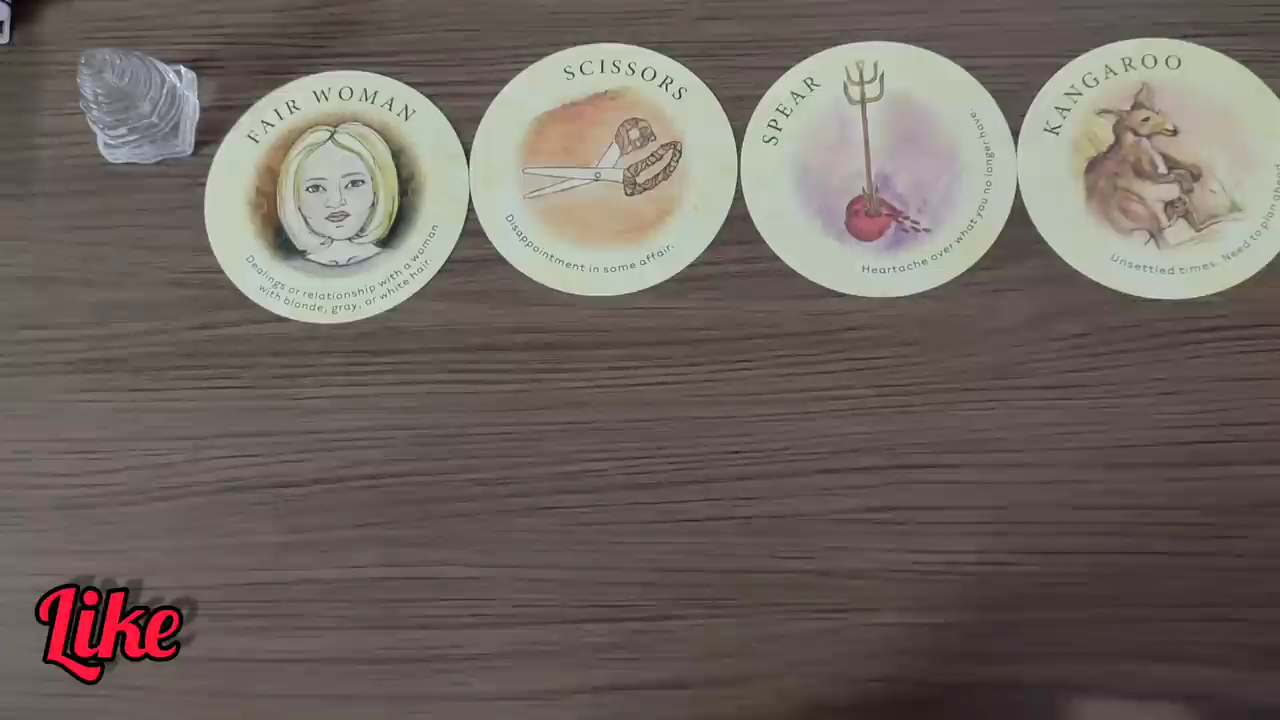 FAIR WOMAN
Dealings or relationship with a woman
with blonde, gray, or white hair.
SCISSORS
Disappointment in some affair.
SPEAR
Heartache over what you no longer have.
KANGAROO
Unsettled times. Need to plan ahead
Like